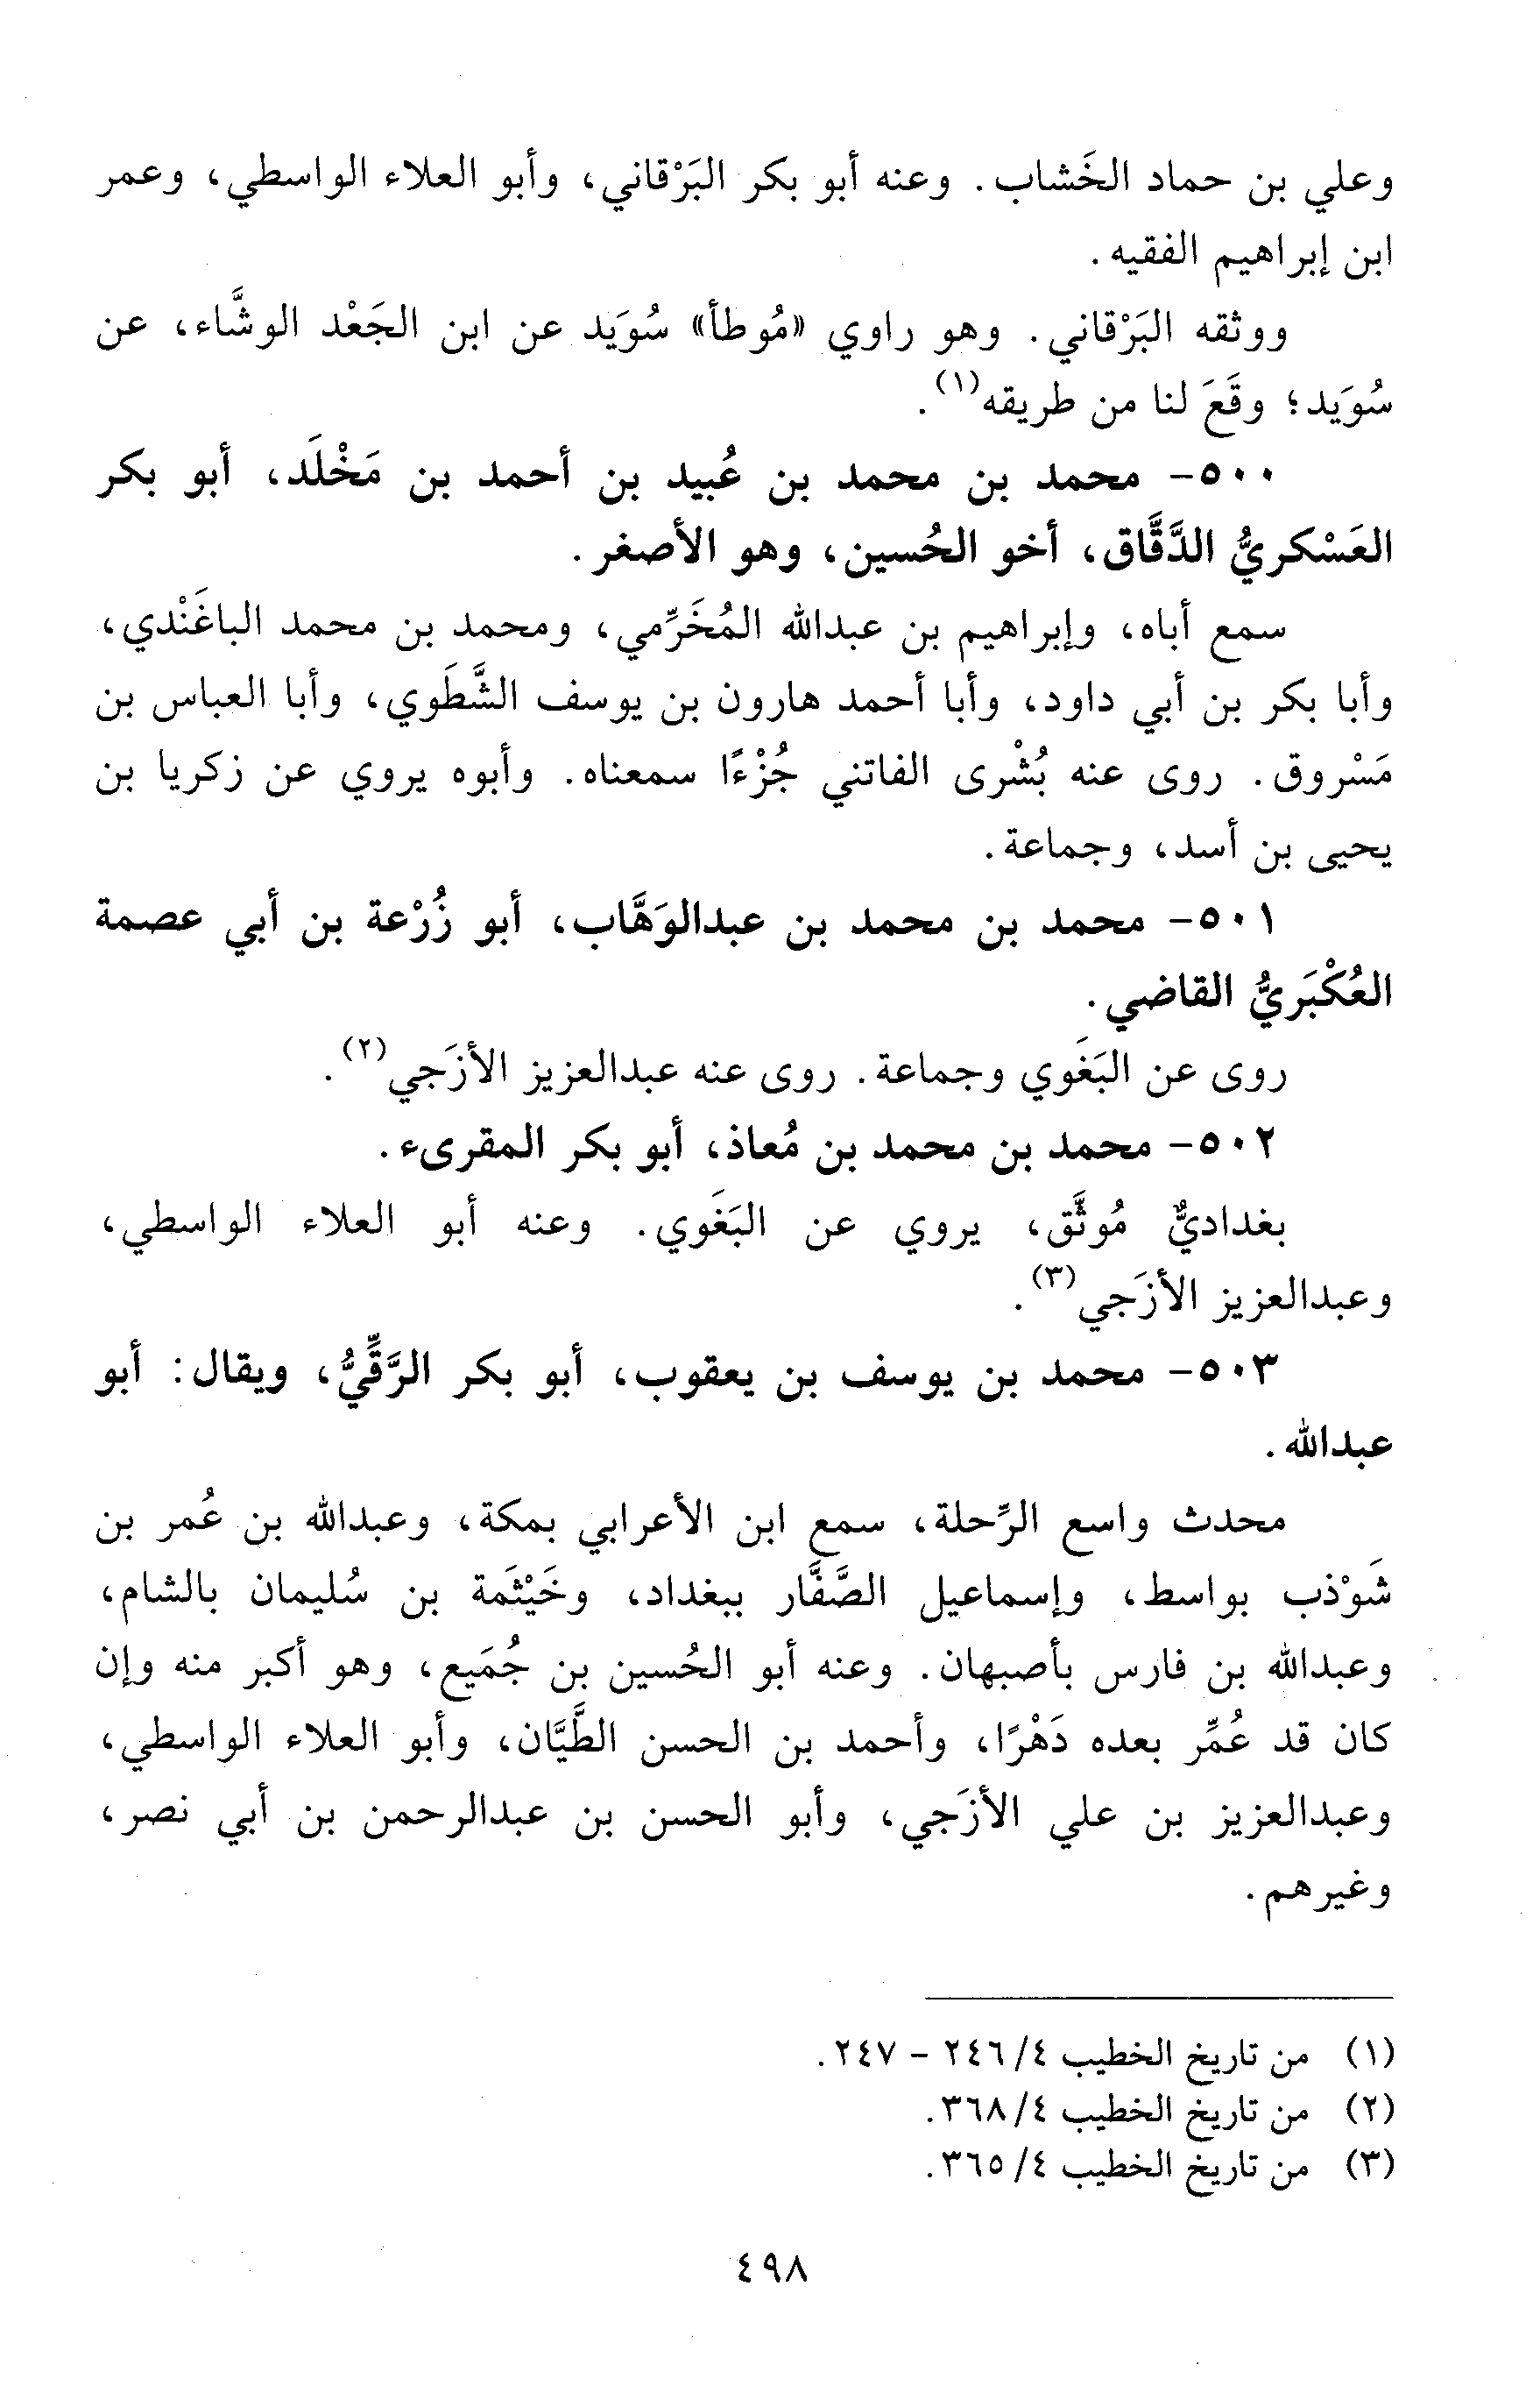 وعلي بن حماد الخَشاب. وعنه أبو بكر البَرْقاني، وأبو العلاء الواسطي، وعمر
ابن إبراهيم الفقيه.
ووثقه البَرْقاني. وهو راوي «مُوطأ» سُوَيد عن ابن الجَعْد الوشَّاء، عن
سُوَيد؛ وقَعَ لنا من طريقه(١).
٥٠٠- محمد بن محمد بن عُبيد بن أحمد بن مَخْلَد، أبو بكر
العَسْكريُّ الدَّقَّاق، أخو الحُسين، وهو الأصغر.
سمع أباه، وإبراهيم بن عبدالله المُخَرِّمي، ومحمد بن محمد الباغَنْدي،
وأبا بكر بن أبي داود، وأبا أحمد هارون بن يوسف الشَّطَوي، وأبا العباس بن
مَسْروق. روى عنه بُشْرى الفاتني جُزْءًا سمعناه. وأبوه يروي عن زكريا بن
يحيى بن أسد، وجماعة.
٥٠١- محمد بن محمد بن عبدالوَهَّاب، أبو زُرْعة بن أبي عصمة
العُكْبَريُّ القاضي.
روى عن البَغَوي وجماعة. روى عنه عبدالعزيز الأزَجي(٢).
٥٠٢- محمد بن محمد بن مُعاذ، أبو بكر المقرىء.
بغداديٌّ مُوثَّق، يروي عن البَغَوي. وعنه أبو العلاء الواسطي،
وعبدالعزيز الأزَجي(٣).
٥٠٣- محمد بن يوسف بن يعقوب، أبو بكر الرَّقِّيُّ، ويقال: أبو
عبدالله.
محدث واسع الرِّحلة، سمع ابن الأعرابي بمكة، وعبدالله بن عُمر بن
شَوْذب بواسط، وإسماعيل الصَّفَّار ببغداد، وخَيْثَمة بن سُليمان بالشام،
وعبدالله بن فارس بأصبهان. وعنه أبو الحُسين بن جُمَيع، وهو أكبر منه وإن
كان قد عُمِّر بعده دَهْرًا، وأحمد بن الحسن الطَّيَّان، وأبو العلاء الواسطي،
وعبدالعزيز بن علي الأزَجي، وأبو الحسن بن عبدالرحمن بن أبي نصر،
وغيرهم.
(١) من تاريخ الخطيب ٤/ ٢٤٦ - ٢٤٧.
(٢) من تاريخ الخطيب ٤/ ٣٦٨.
(٣) من تاريخ الخطيب ٤/ ٣٦٥.
٤٩٨